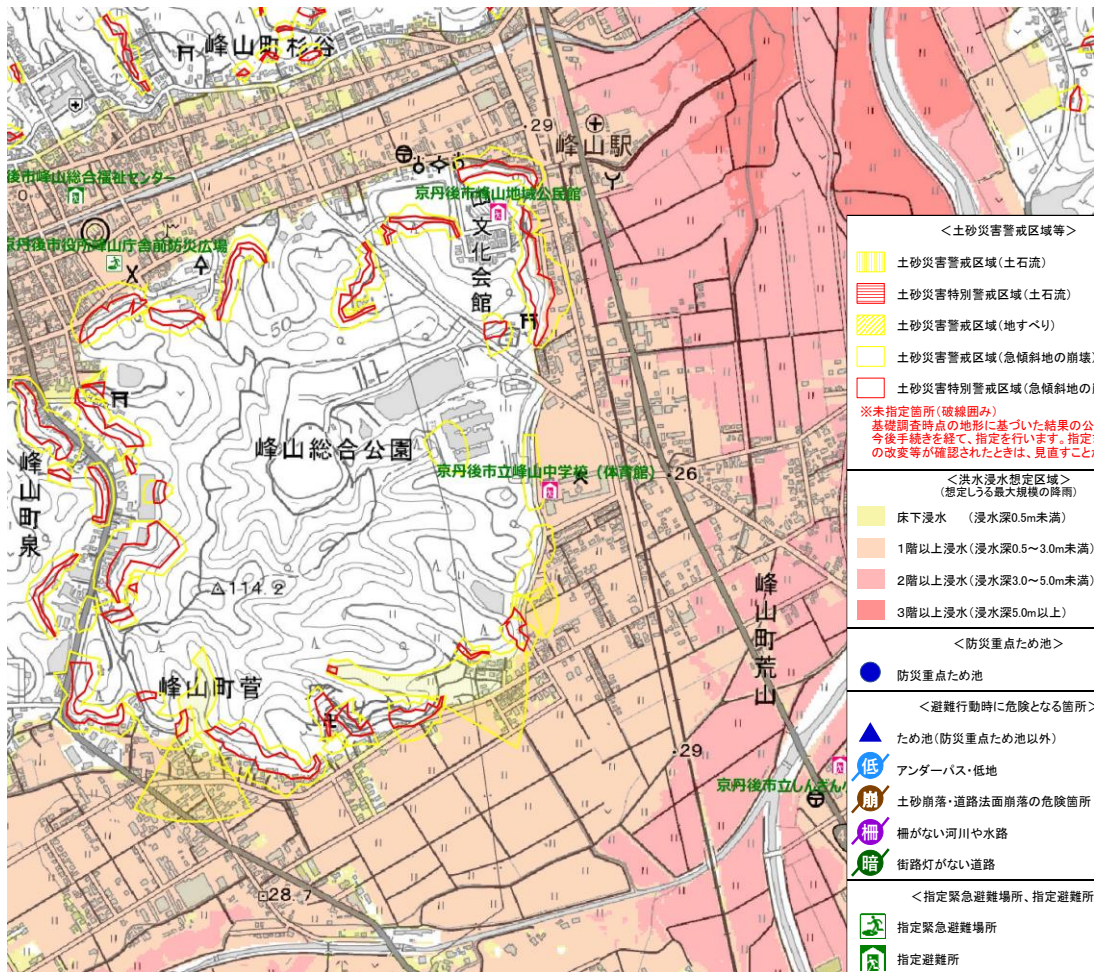 峰山町杉谷
・29
峰山駅
京丹後市峰山総合福祉センター
京丹後市峰山地域公民館
文化会館
京丹後市役所峰山庁舎前防災広場
50
峰山総合公園
京丹後市立峰山中学校（体育館）
・26
峰山町泉
114.2
峰山町荒山
峰山町菅
・29
京丹後市立しんざん小
28.7
＜土砂災害警戒区域等＞
土砂災害警戒区域（土石流）
土砂災害特別警戒区域（土石流）
土砂災害警戒区域（地すべり）
土砂災害警戒区域（急傾斜地の崩壊）
土砂災害特別警戒区域（急傾斜地の崩
※未指定箇所（破線囲み）
基礎調査時点の地形に基づいた結果の公
今後手続きを経て、指定を行います。指定
の改変等が確認されたときは、見直すことか
＜洪水浸水想定区域＞
（想定しうる最大規模の降雨）
床下浸水　（浸水深0.5m未満）
1階以上浸水（浸水深0.5～3.0m未満）
2階以上浸水（浸水深3.0～5.0m未満）
3階以上浸水（浸水深5.0m以上）
＜防災重点ため池＞
防災重点ため池
＜避難行動時に危険となる箇所＞
ため池（防災重点ため池以外）
低 アンダーパス・低地
崩 土砂崩落・道路法面崩落の危険箇所
柵 柵がない河川や水路
暗 街路灯がない道路
＜指定緊急避難場所、指定避難所
指定緊急避難場所
指定避難所